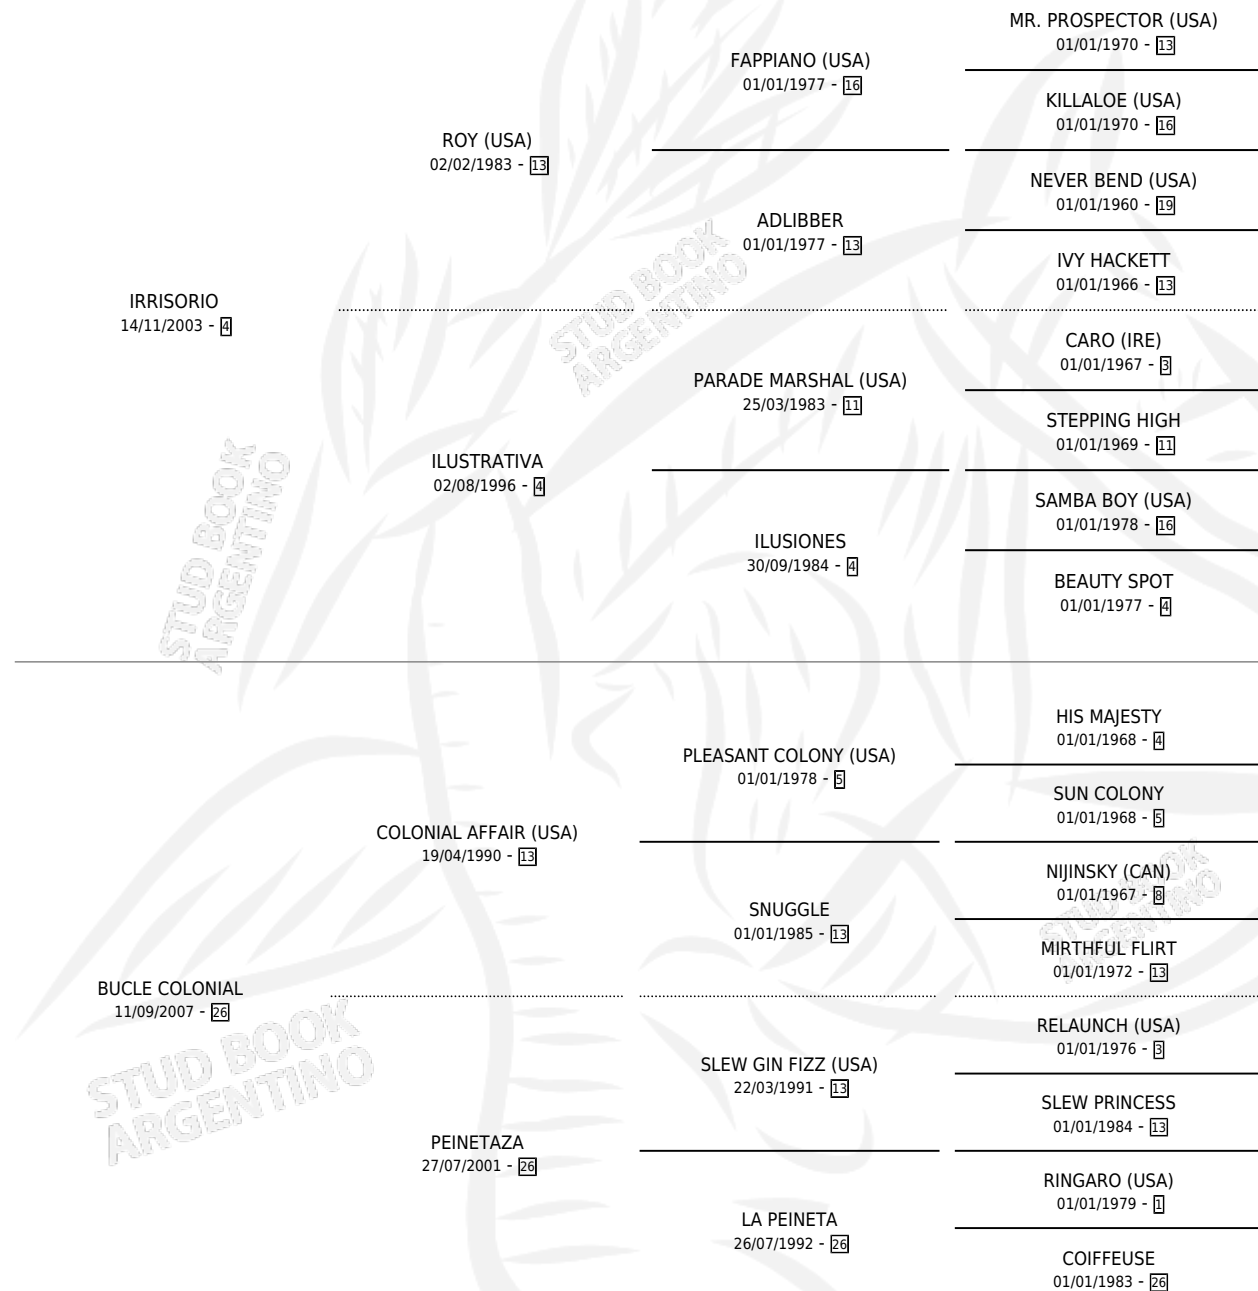 MR. PROSPECTOR (USA)
01/01/1970 - 13
FAPPIANO (USA)
01/01/1977 - 16
KILLALOE (USA)
01/01/1970 - 16
ROY (USA)
02/02/1983 - 13
NEVER BEND (USA)
01/01/1960 - 19
ADLIBBER
01/01/1977 - 13
IVY HACKETT
01/01/1966 - 13
IRRISORIO
14/11/2003 - 4
CARO (IRE)
01/01/1967 - 3
PARADE MARSHAL (USA)
25/03/1983 - 11
STEPPING HIGH
01/01/1969 - 11
ILUSTRATIVA
02/08/1996 - 4
SAMBA BOY (USA)
01/01/1978 - 16
ILUSIONES
30/09/1984 - 4
BEAUTY SPOT
01/01/1977 - 4
HIS MAJESTY
01/01/1968 - 4
PLEASANT COLONY (USA)
01/01/1978 - 5
SUN COLONY
01/01/1968 - 5
COLONIAL AFFAIR (USA)
19/04/1990 - 13
NIJINSKY (CAN)
01/01/1967 - 8
SNUGGLE
01/01/1985 - 13
MIRTHFUL FLIRT
01/01/1972 - 13
BUCLE COLONIAL
11/09/2007 - 26
RELAUNCH (USA)
01/01/1976 - 3
SLEW GIN FIZZ (USA)
22/03/1991 - 13
SLEW PRINCESS
01/01/1984 - 13
PEINETAZA
27/07/2001 - 26
RINGARO (USA)
01/01/1979 - 1
LA PEINETA
26/07/1992 - 26
COIFFEUSE
01/01/1983 - 26
STUD BOOK
ARGENTINO
STUD BOOK
ARGENTINO
STUD BOOK
ARGENTINO
STUD BOOK
ARGENTINO